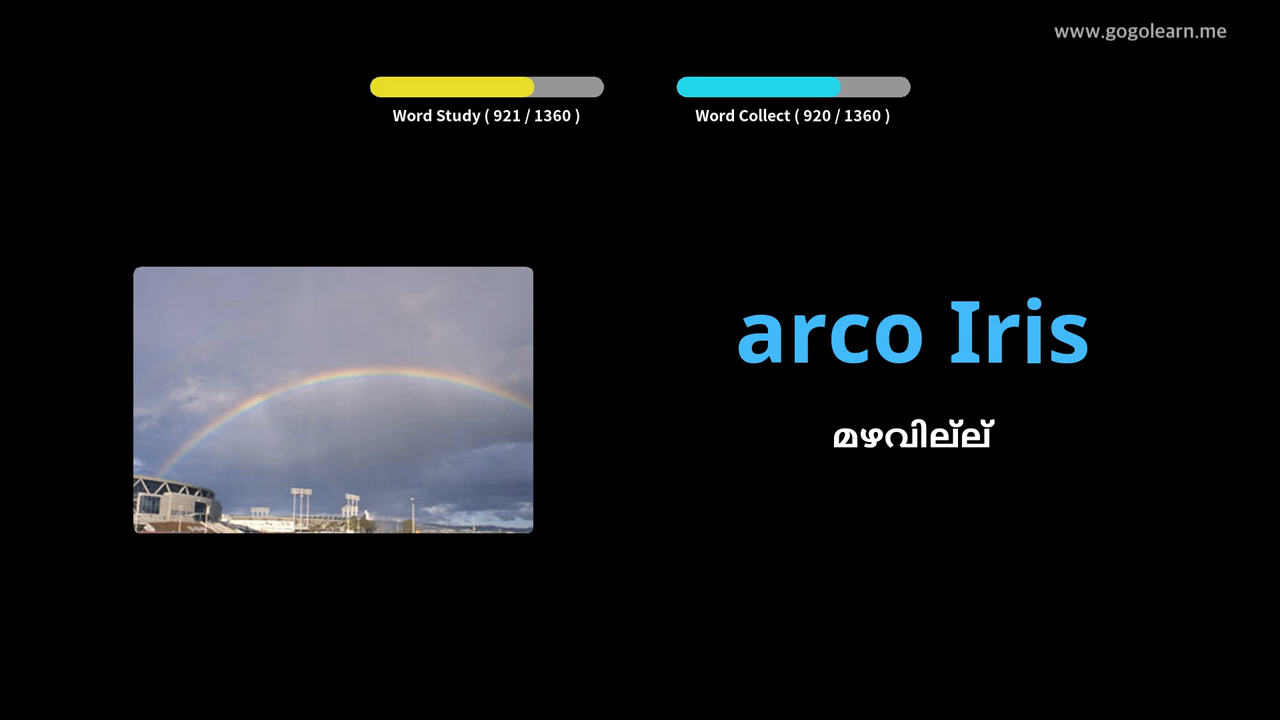 www.gogolearn.me
Word Study ( 921 / 1360 )
Word Collect ( 920 / 1360 )
arco Iris
മഴവില്ല്